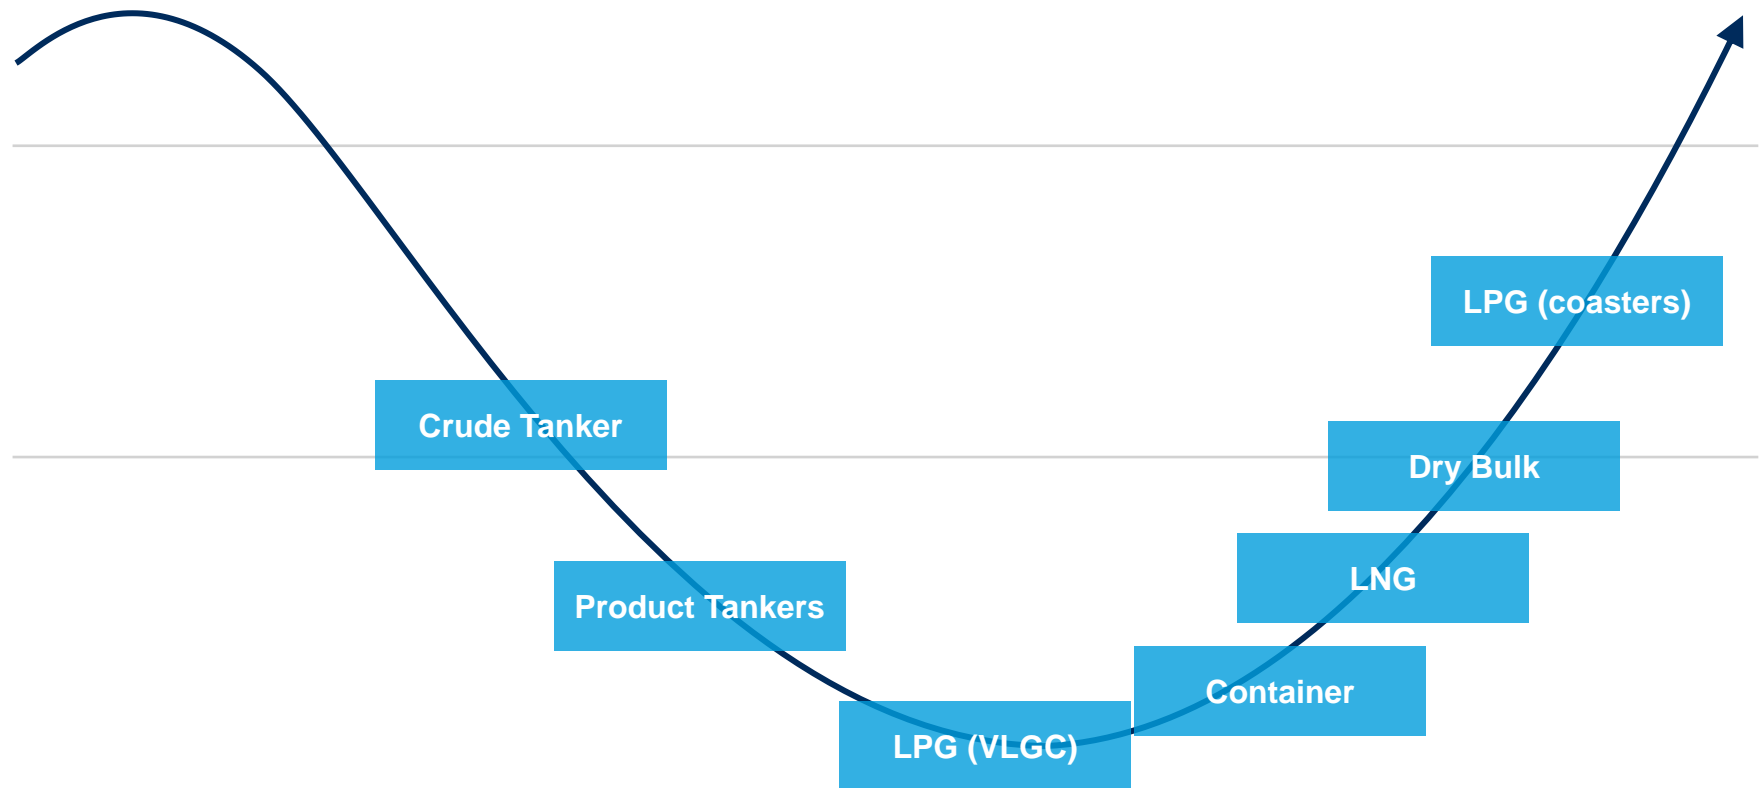 LPG (coasters)
Crude Tanker
Dry Bulk
LNG
Product Tankers
Container
LPG (VLGC)